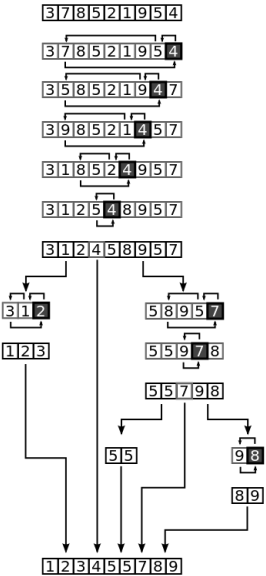 3 7 8 5 2 1 9 5 4
3 7 8 5 2 1 9 5 4
3 5 8 5 2 1 9 4 7
3 9 8 5 2 1 4 5 7
3 1 8 5 2 4 9 5 7
3 1 2 5 4 8 9 5 7
3 1 2 4 5 8 9 5 7
3 1 2
5 8 9 5 7
1 2 3
5 5 9 7 8
5 5 7 9 8
5 5
9 8
8 9
1 2 3 4 5 5 7 8 9